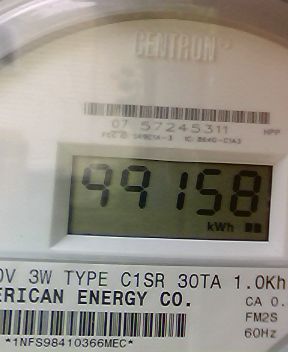 CENTRON
07 57245311 HPP
99158
kWh
3W TYPE C1SR 30TA 1.0Kh
ERICAN ENERGY CO. CA 0.
FM2S
*1NFS98410366MEC* 60Hz